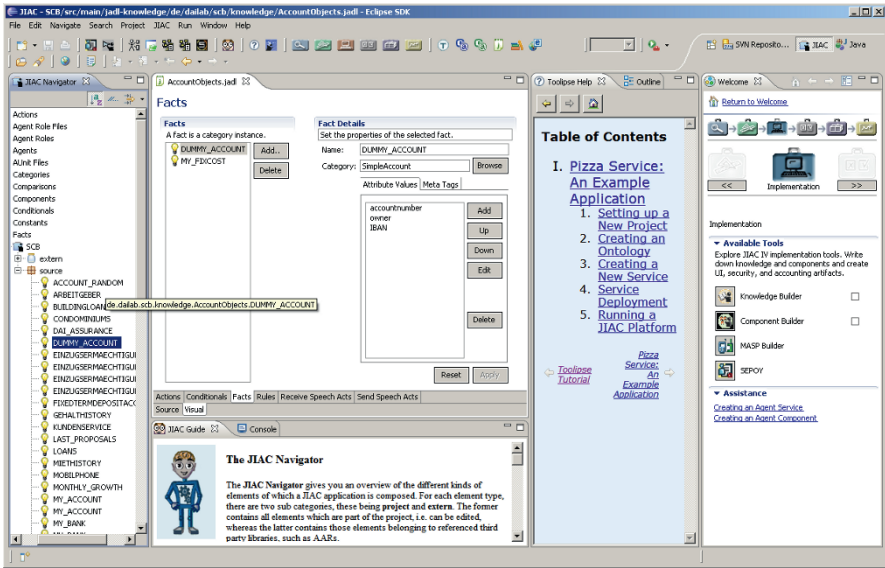 JIAC - SCB/src/main/jadl-knowledge/de/dailab/scb/knowledge/AccountObjects.jadl - Eclipse SDK
File Edit Navigate Search Project JIAC Run Window Help
SVN Reposito... JIAC Java
JIAC Navigator
Actions
Agent Role Files
Agent Roles
Agents
AUnit Files
Categories
Comparisons
Components
Conditionals
Constants
Facts
SCB
extern
source
ACCOUNT_RANDOM
ARBEITGEBER
BUILDINGLOAN
CONDOMINIUMS
DAI_ASSURANCE
DUMMY_ACCOUNT
EINZUGSERMAECHTIGU
EINZUGSERMAECHTIGU
EINZUGSERMAECHTIGU
EINZUGSERMAECHTIGU
FIXEDTERMDEPOSITACC
GEHALTHISTORY
KUNDENSERVICE
LAST_PROPOSALS
LOANS
MIETHISTORY
MOBILPHONE
MONTHLY_GROWTH
MY_ACCOUNT
MY_ACCOUNT
MY_BANK
de.dailab.scb.knowledge.AccountObjects.DUMMY_ACCOUNT
AccountObjects.jadl
Facts
Facts
A fact is a category instance.
DUMMY_ACCOUNT
MY_FIXCOST
Add..
Delete
Fact Details
Set the properties of the selected fact.
Name: DUMMY_ACCOUNT
Category: SimpleAccount Browse
Attribute Values Meta Tags
accountnumber
owner
IBAN
Add
Up
Down
Edit
Delete
Reset Apply
Actions Conditionals Facts Rules Receive Speech Acts Send Speech Acts
Source Visual
JIAC Guide Console
The JIAC Navigator
The JIAC Navigator gives you an overview of the different kinds of
elements of which a JIAC application is composed. For each element type,
there are two sub categories, these being project and extern. The former
contains all elements which are part of the project, i.e. can be edited,
whereas the latter contains those elements belonging to referenced third
party libraries, such as AARs.
Toolipse Help Outline
Table of Contents
I. Pizza Service:
An Example
Application
1. Setting up a
New Project
2. Creating an
Ontology
3. Creating a
New Service
4. Service
Deployment
5. Running a
JIAC Platform
Toolipse
Tutorial
Pizza
Service:
An
Example
Application
Welcome
Return to Welcome
<< Implementation >>
Implementation
Available Tools
Explore JIAC IV implementation tools. Write
down knowledge and components and create
UI, security, and accounting artifacts.
Knowledge Builder
Component Builder
MASP Builder
SEPOY
Assistance
Creating an Agent Service
Creating an Agent Component